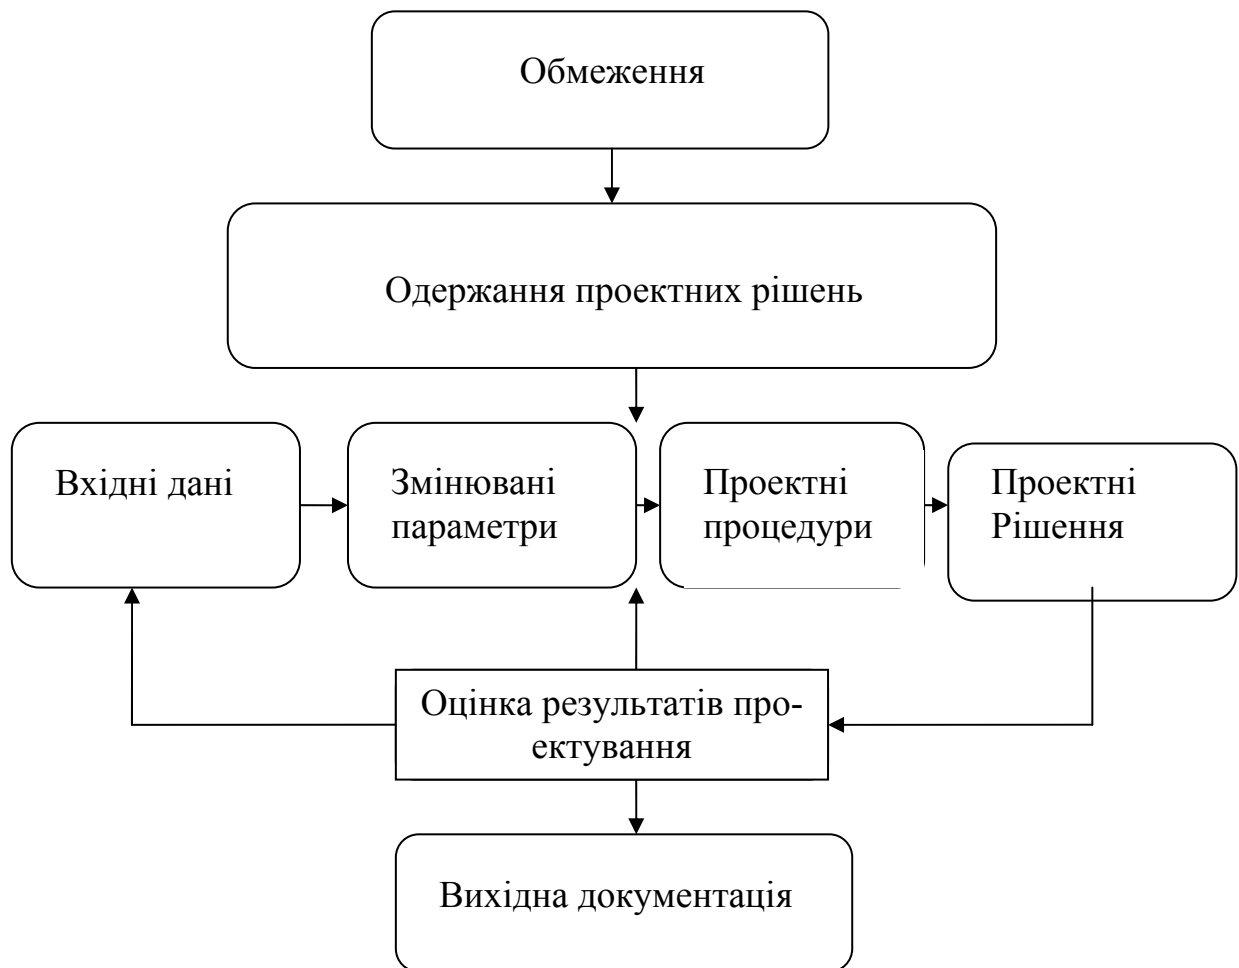 Обмеження
Одержання проектних рішень
Вхідні дані
Змінювані
параметри
Проектні
процедури
Проектні
Рішення
Оцінка результатів про-
ектування
Вихідна документація